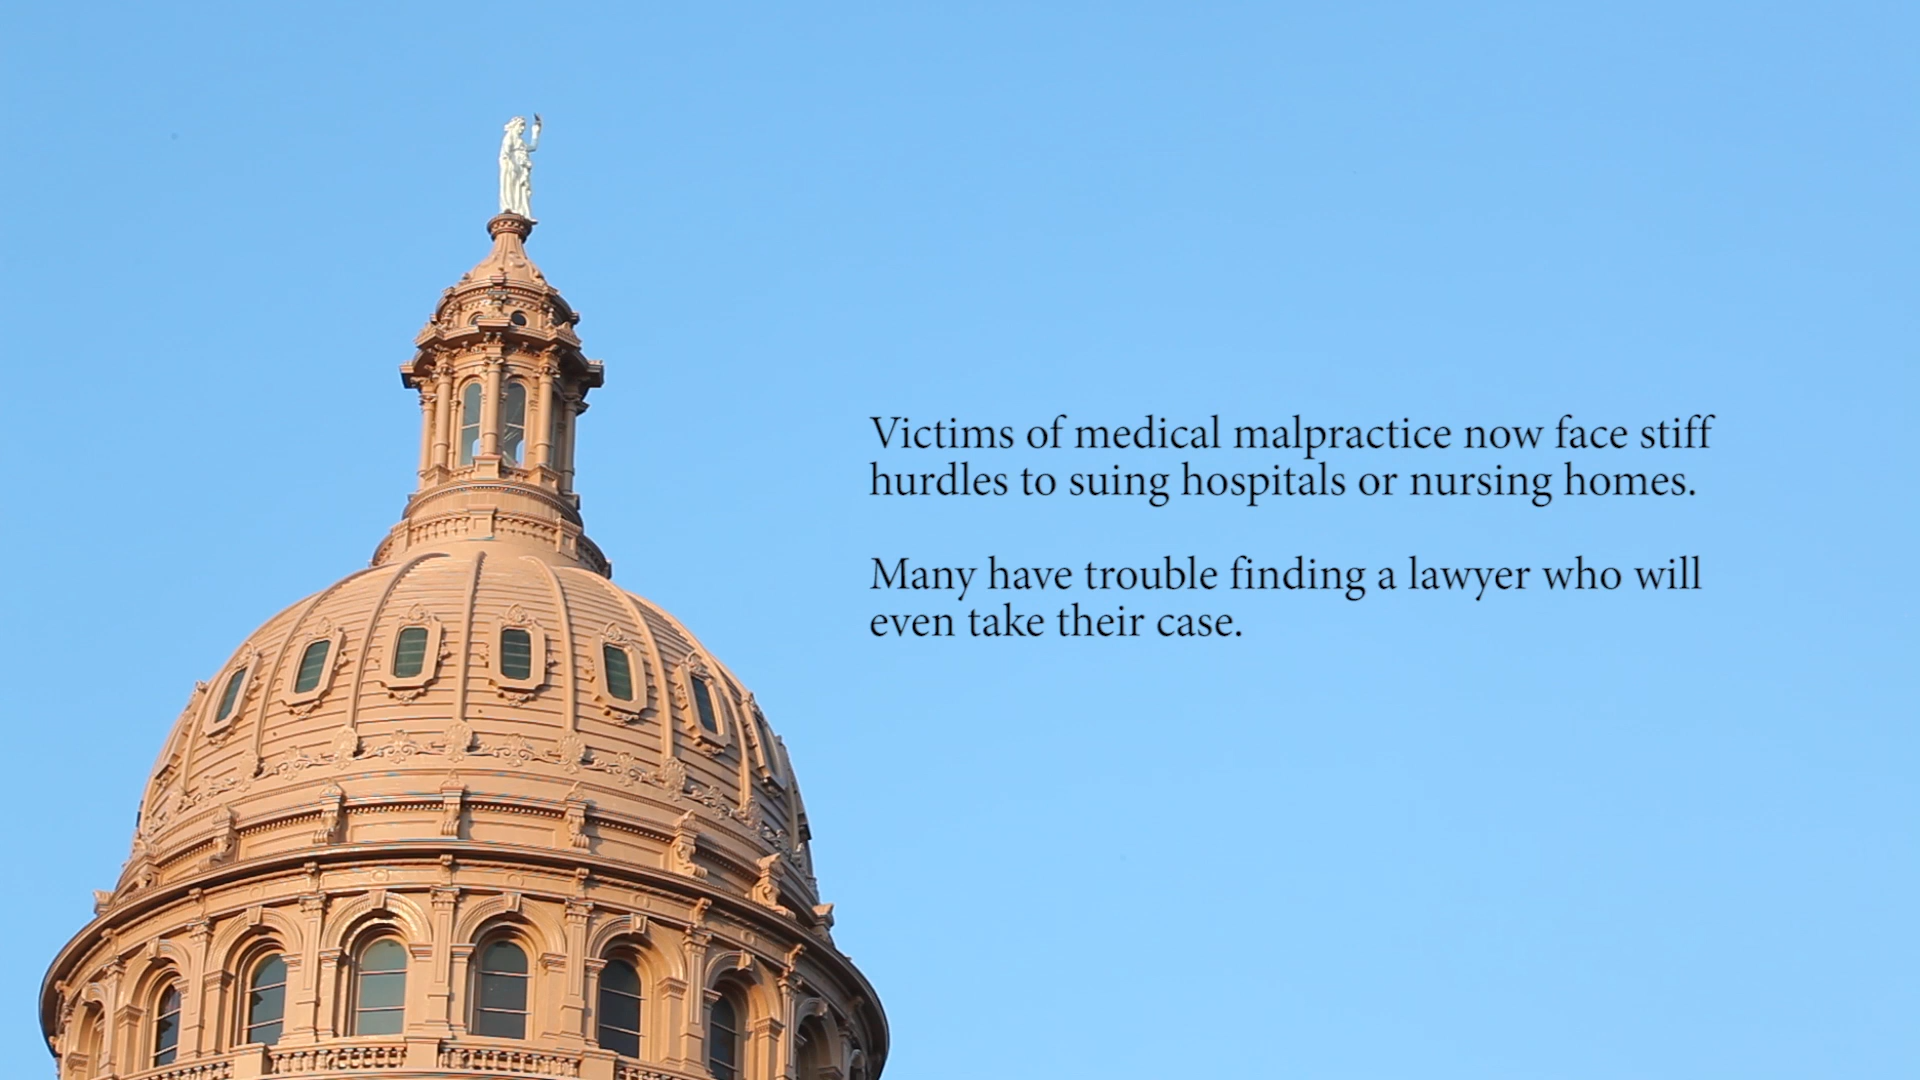 Victims of medical malpractice now face stiff
hurdles to suing hospitals or nursing homes.
Many have trouble finding a lawyer who will
even take their case.